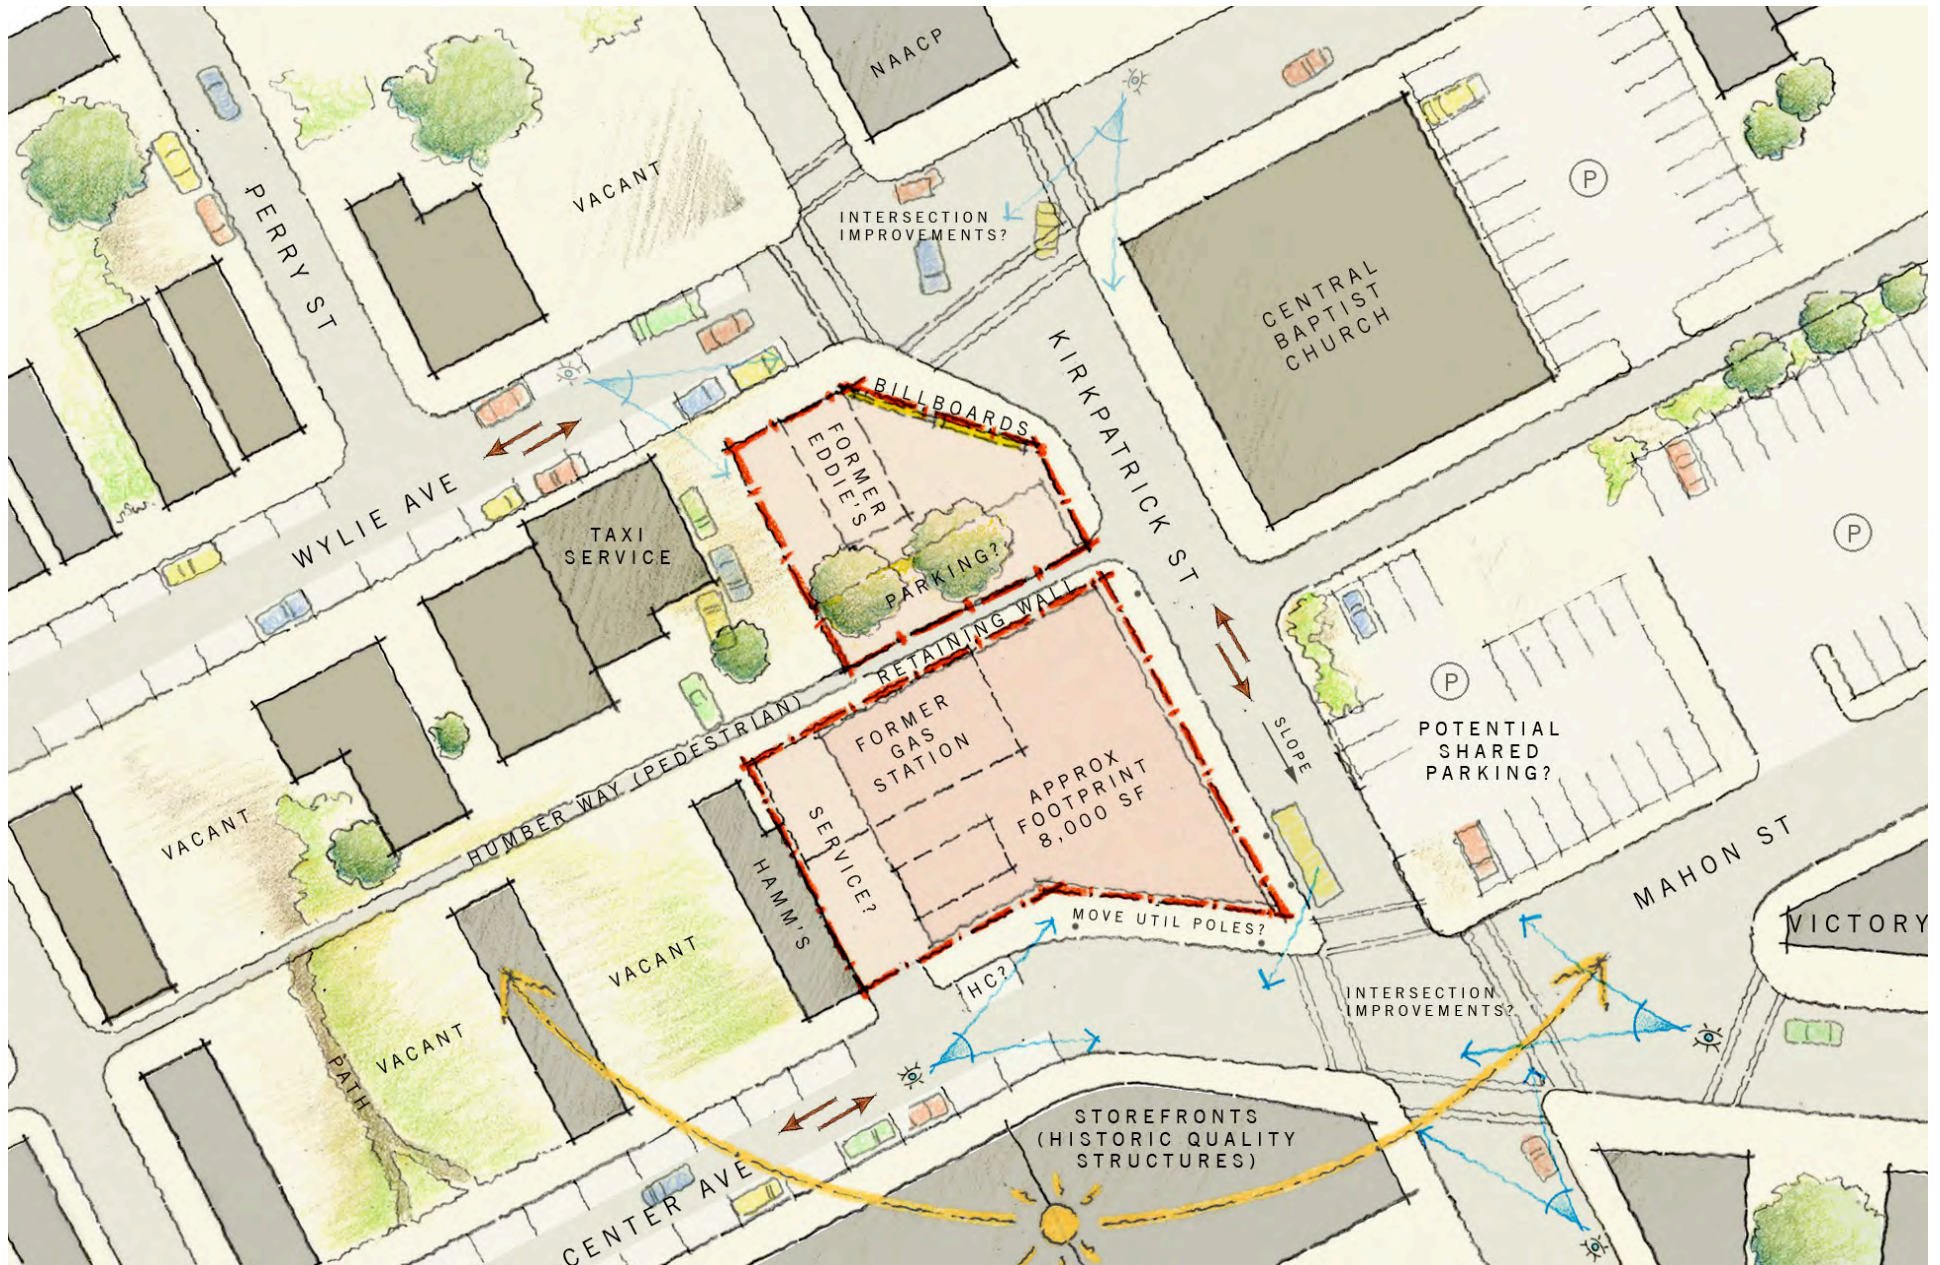 NAACP
VACANT
PERRY ST
INTERSECTION
IMPROVEMENTS?
P
CENTRAL
BAPTIST
CHURCH
KIRKPATRICK ST
BILLBOARDS
FORMER
EDDIE'S
PARKING?
WYLIE AVE
TAXI
SERVICE
P
RETAINING WALL
HUMBER WAY (PEDESTRIAN)
P
POTENTIAL
SHARED
PARKING?
SLOPE
FORMER
GAS
STATION
APPROX
FOOTPRINT
8,000 SF
SERVICE?
HAMM'S
VACANT
VACANT
VACANT
PATH
MOVE UTIL POLES?
HC?
MAHON ST
VICTORY
INTERSECTION
IMPROVEMENTS?
STOREFRONTS
(HISTORIC QUALITY
STRUCTURES)
CENTER AVE